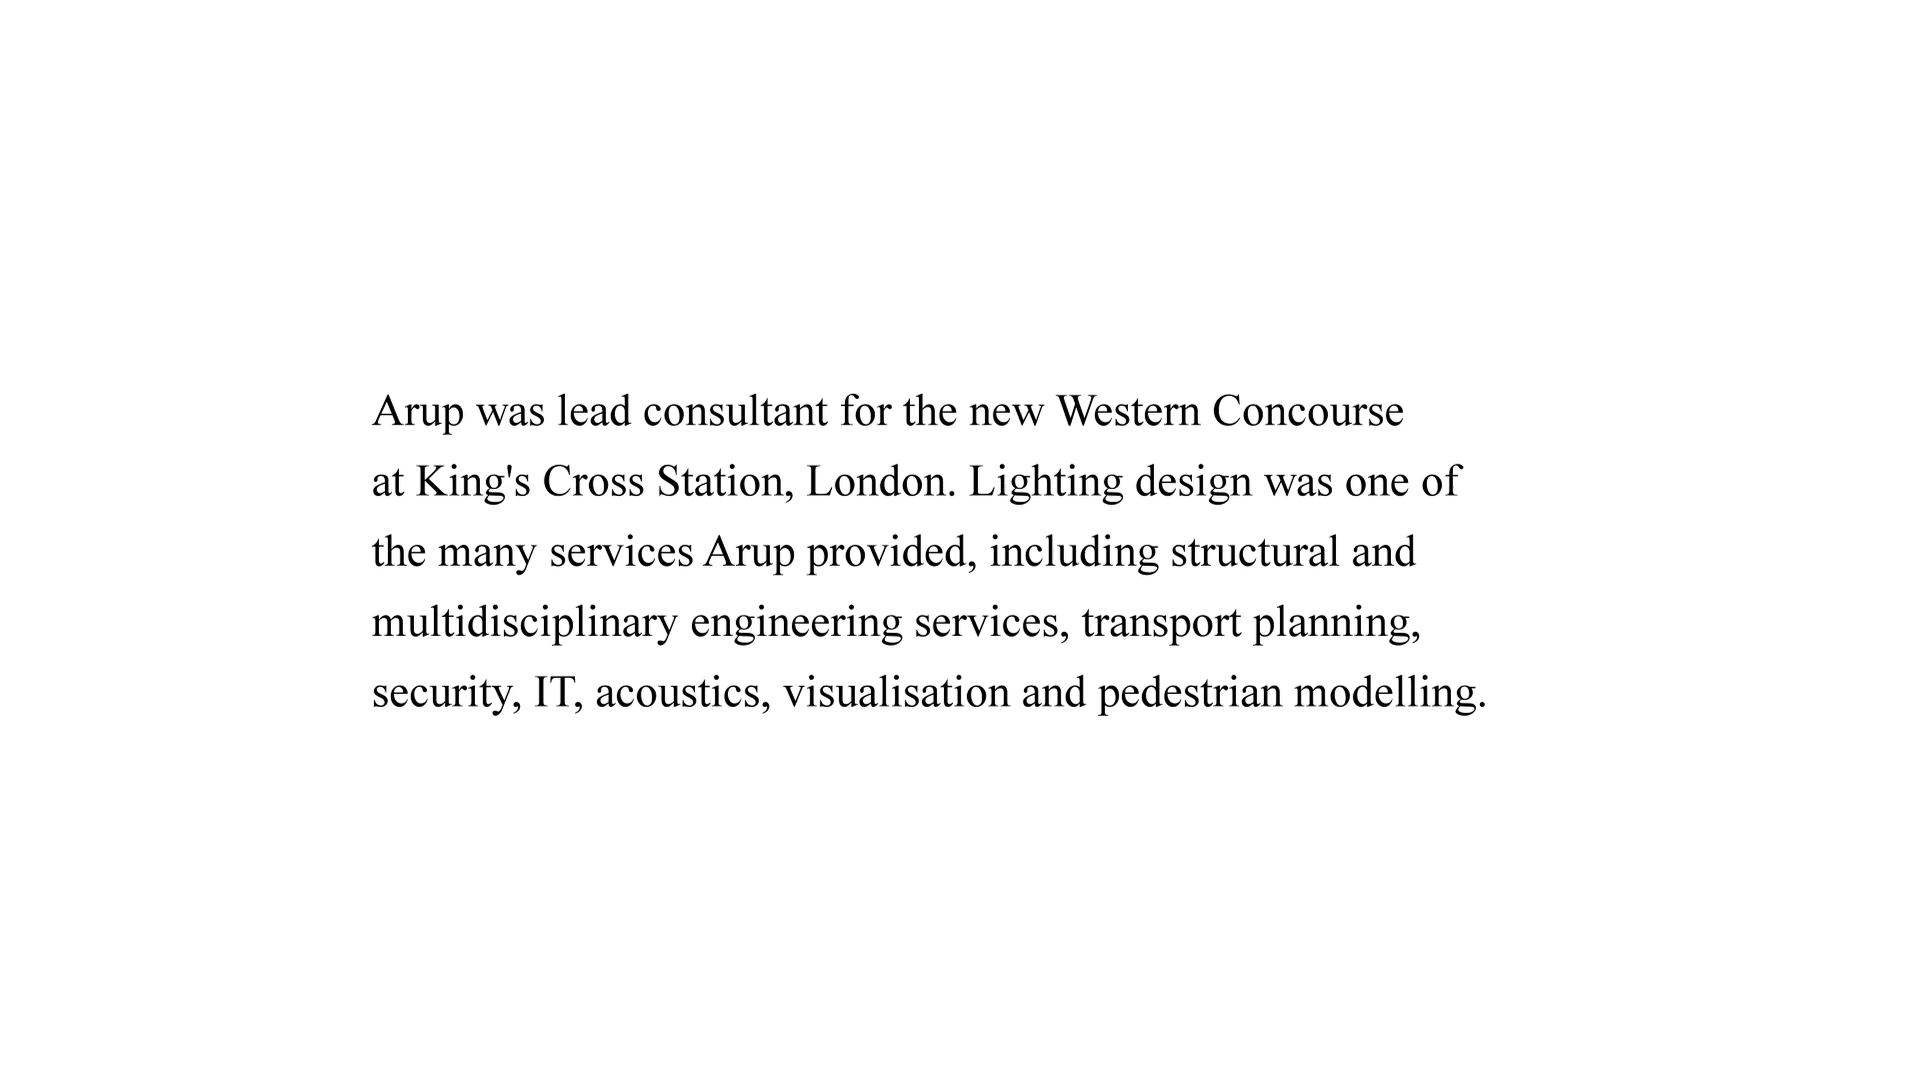 Arup was lead consultant for the new Western Concourse
at King's Cross Station, London. Lighting design was one of
the many services Arup provided, including structural and
multidisciplinary engineering services, transport planning,
security, IT, acoustics, visualisation and pedestrian modelling.